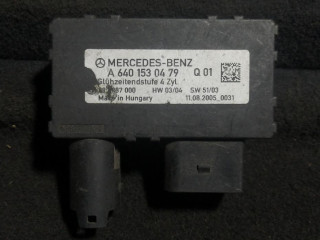 MERCEDES-BENZ
A 640 153 04 79 Q 01
Glühzeitendstufe 4 Zyl.
000 HW 03/04 SW 51/03
Made in Hungary 11.08.2005_0031